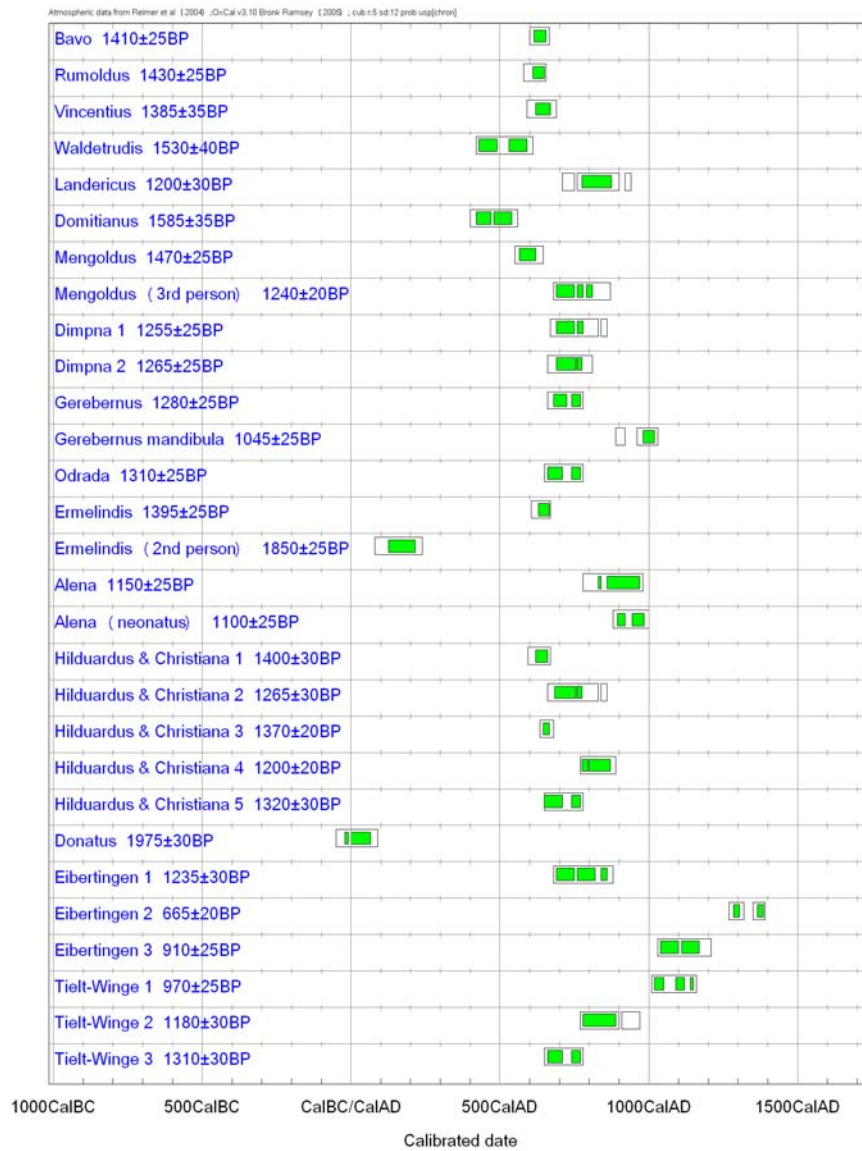 Atmospheric data from Reimer et al (2004) ;OxCal v3.10 Bronk Ramsey (2005) ; cub r:5 sd:12 prob usp[chron]
Bavo 1410±25BP
Rumoldus 1430±25BP
Vincentius 1385±35BP
Waldetrudis 1530±40BP
Landericus 1200±30BP
Domitianus 1585±35BP
Mengoldus 1470±25BP
Mengoldus (3rd person) 1240±20BP
Dimpna 1 1255±25BP
Dimpna 2 1265±25BP
Gerebernus 1280±25BP
Gerebernus mandibula 1045±25BP
Odrada 1310±25BP
Ermelindis 1395±25BP
Ermelindis (2nd person) 1850±25BP
Alena 1150±25BP
Alena (neonatus) 1100±25BP
Hilduardus & Christiana 1 1400±30BP
Hilduardus & Christiana 2 1265±30BP
Hilduardus & Christiana 3 1370±20BP
Hilduardus & Christiana 4 1200±20BP
Hilduardus & Christiana 5 1320±30BP
Donatus 1975±30BP
Eibertingen 1 1235±30BP
Eibertingen 2 665±20BP
Eibertingen 3 910±25BP
Tielt-Winge 1 970±25BP
Tielt-Winge 2 1180±30BP
Tielt-Winge 3 1310±30BP
1000CalBC 500CalBC CalBC/CalAD 500CalAD 1000CalAD 1500CalAD
Calibrated date